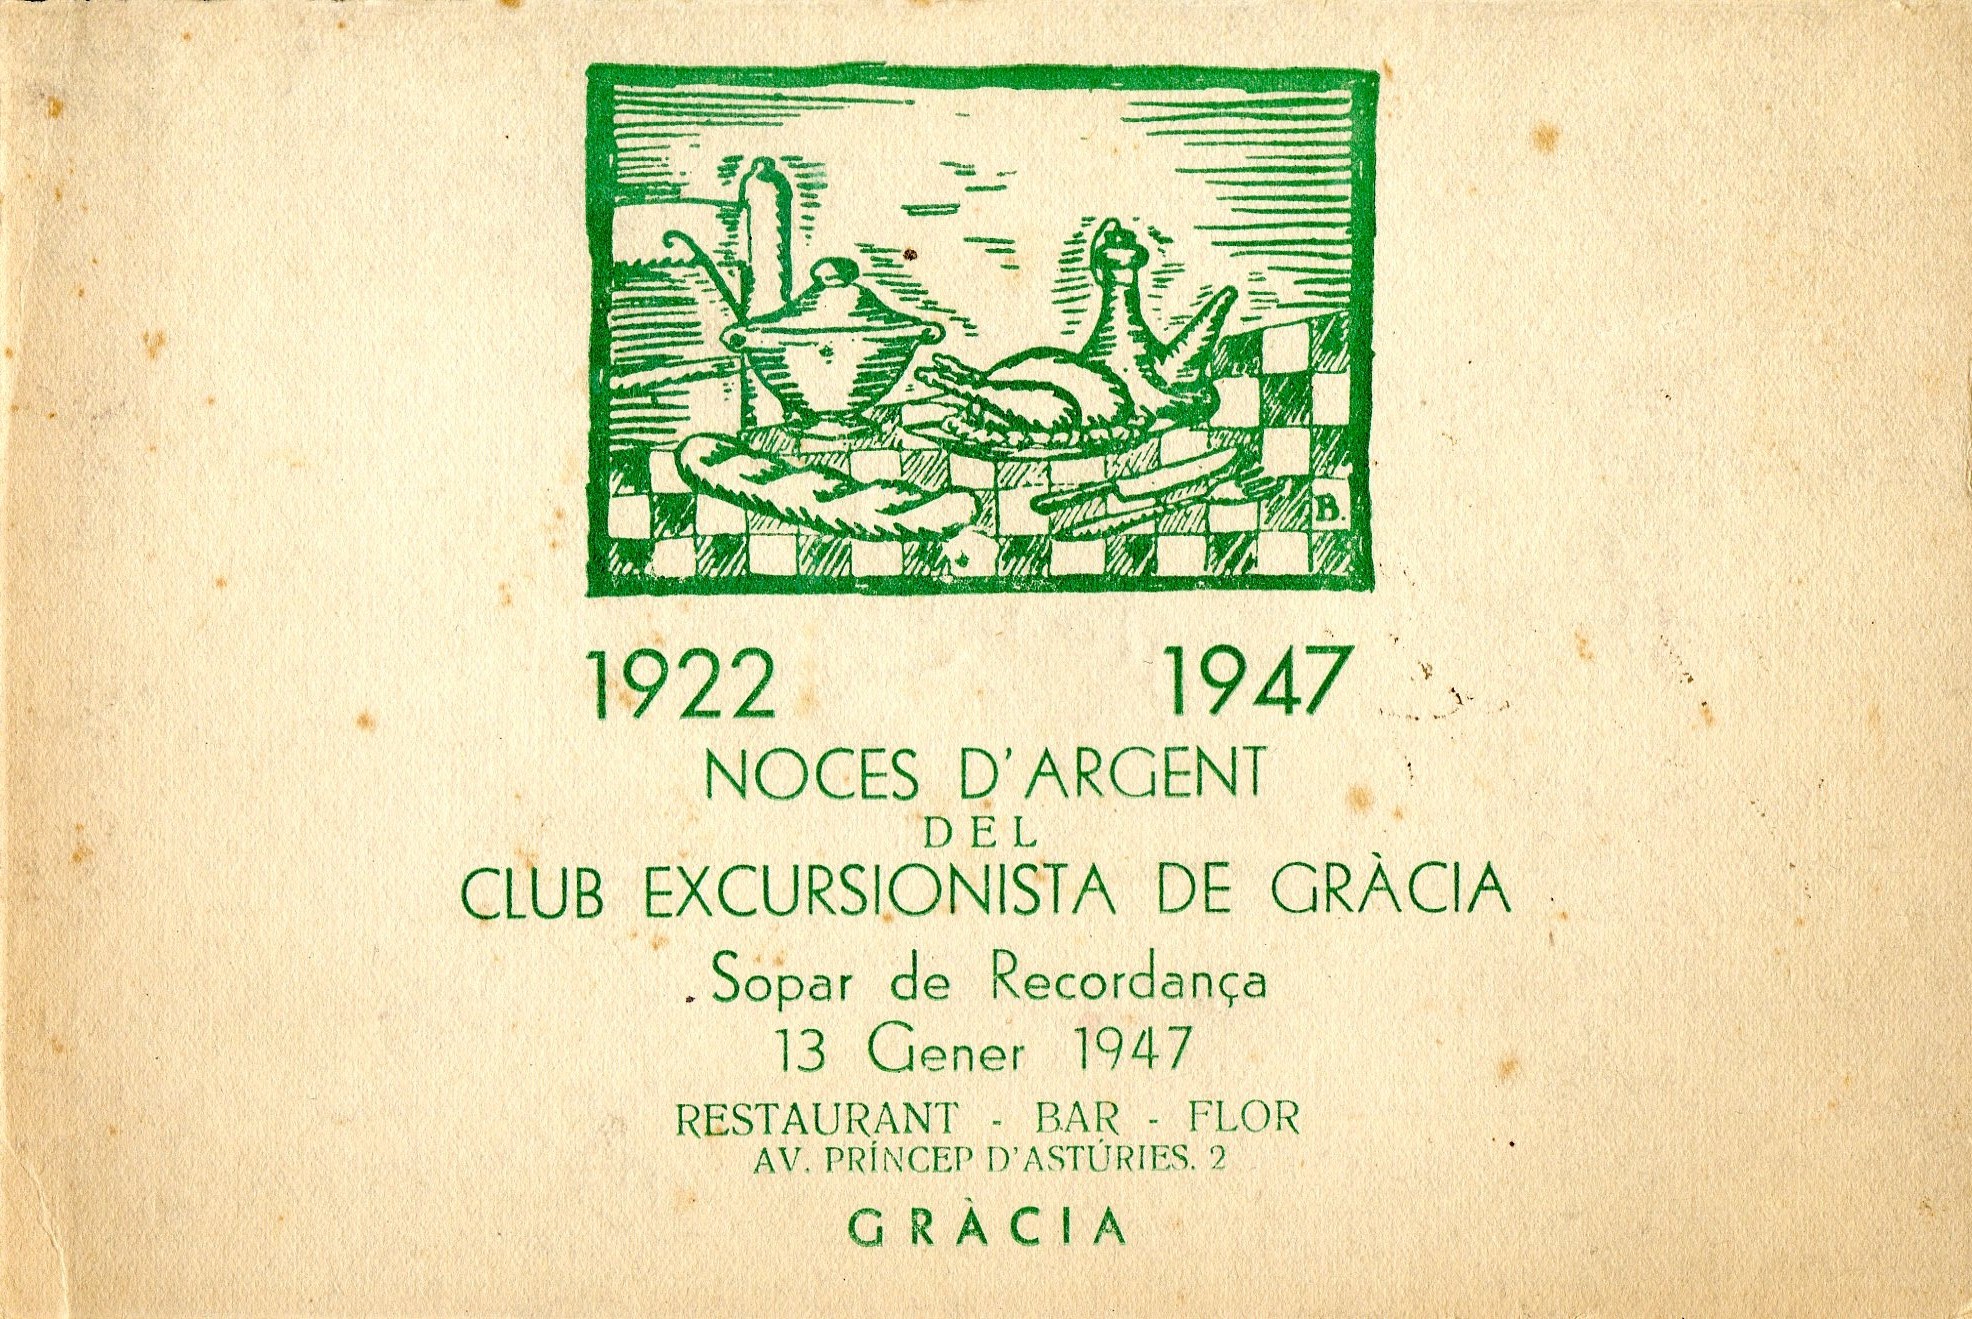 B.
1922 1947
NOCES D'ARGENT
DEL
CLUB EXCURSIONISTA DE GRÀCIA
Sopar de Recordança
13 Gener 1947
RESTAURANT - BAR - FLOR
AV. PRÍNCEP D'ASTÚRIES. 2
GRÀCIA